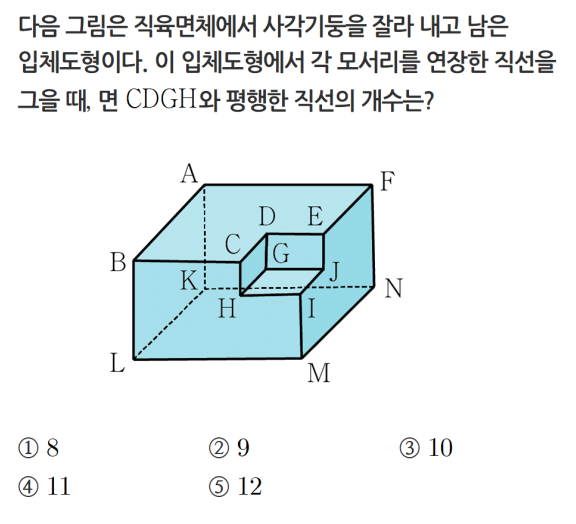 다음 그림은 직육면체에서 사각기둥을 잘라 내고 남은
입체도형이다. 이 입체도형에서 각 모서리를 연장한 직선을
그을 때, 면 CDGH와 평행한 직선의 개수는?
A
F
D E
B
C
G
K
J
H
I
N
L
M
① 8 ② 9 ③ 10
④ 11 ⑤ 12